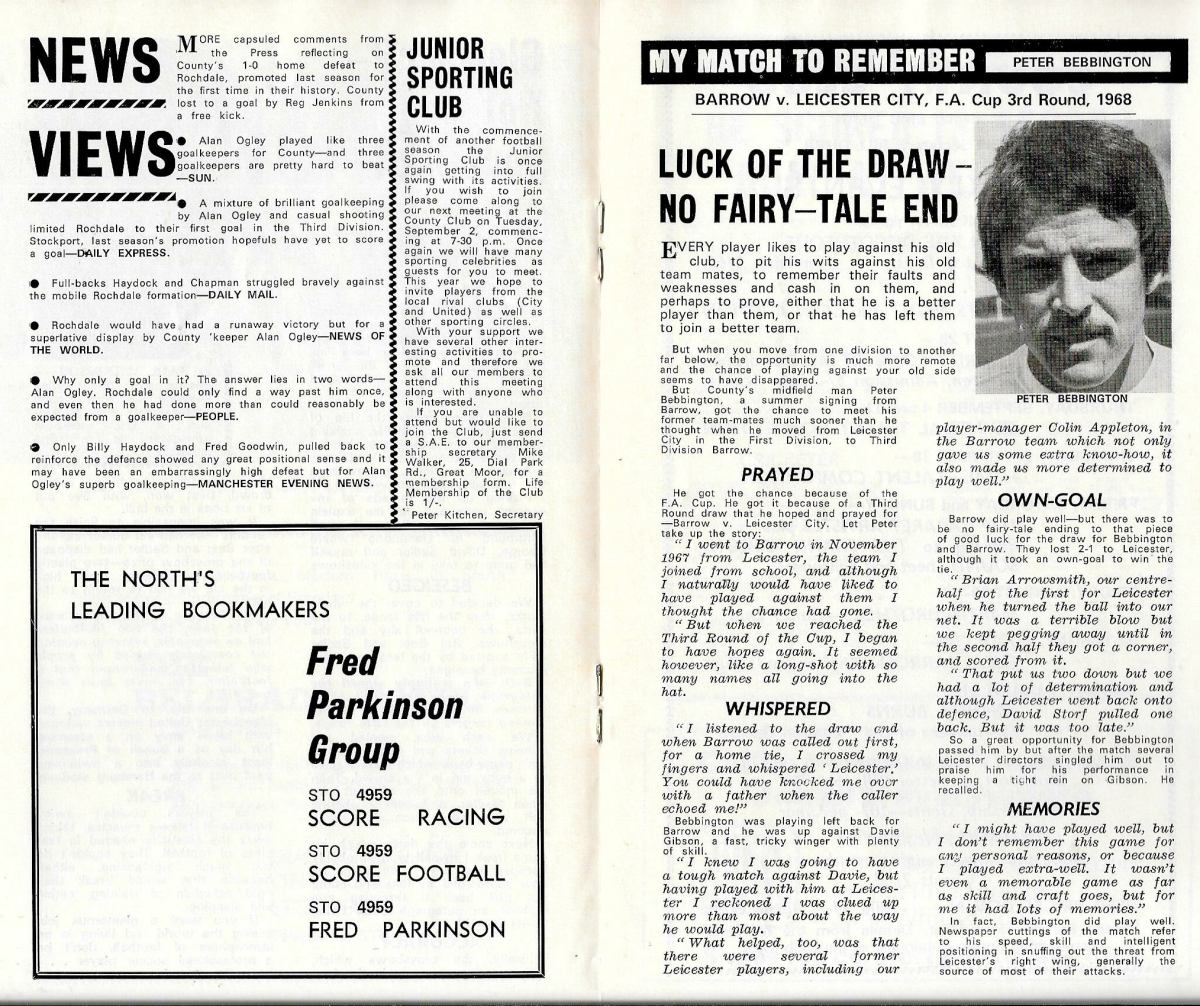 NEWS
VIEWS
MORE capsuled comments from
the Press reflecting on
County's 1-0 home defeat to
Rochdale, promoted last season for
the first time in their history. County
lost to a goal by Reg Jenkins from
a free kick.
● Alan Ogley played like three
goalkeepers for County—and three
goalkeepers are pretty hard to beat
—SUN.
● A mixture of brilliant goalkeeping
by Alan Ogley and casual shooting
limited Rochdale to their first goal in the Third Division.
Stockport, last season's promotion hopefuls have yet to score
a goal—DAILY EXPRESS.
● Full-backs Haydock and Chapman struggled bravely against
the mobile Rochdale formation—DAILY MAIL.
● Rochdale would have had a runaway victory but for a
superlative display by County 'keeper Alan Ogley—NEWS OF
THE WORLD.
● Why only a goal in it? The answer lies in two words—
Alan Ogley. Rochdale could only find a way past him once,
and even then he had done more than could reasonably be
expected from a goalkeeper—PEOPLE.
● Only Billy Haydock and Fred Goodwin, pulled back to
reinforce the defence showed any great positional sense and it
may have been an embarrassingly high defeat but for Alan
Ogley's superb goalkeeping—MANCHESTER EVENING NEWS.
JUNIOR
SPORTING
CLUB
With the commence-
ment of another football
season the Junior
Sporting Club is once
again getting into full
swing with its activities.
If you wish to join
please come along to
our next meeting at the
County Club on Tuesday,
September 2, commenc-
ing at 7-30 p.m. Once
again we will have many
sporting celebrities as
guests for you to meet.
This year we hope to
invite players from the
local rival clubs (City
and United) as well as
other sporting circles.
With your support we
have several other inter-
esting activities to pro-
mote and therefore we
ask all our members to
attend this meeting
along with anyone who
is interested.
If you are unable to
attend but would like to
join the Club, just send
a S.A.E. to our member-
ship secretary Mike
Walker, 25, Dial Park
Rd., Great Moor, for a
membership form. Life
Membership of the Club
is 1/-.
Peter Kitchen, Secretary
THE NORTH'S
LEADING BOOKMAKERS
Fred
Parkinson
Group
STO 4959
SCORE RACING
STO 4959
SCORE FOOTBALL
STO 4959
FRED PARKINSON
MY MATCH TO REMEMBER PETER BEBBINGTON
BARROW v. LEICESTER CITY, F.A. Cup 3rd Round, 1968
LUCK OF THE DRAW—
NO FAIRY—TALE END
EVERY player likes to play against his old
club, to pit his wits against his old
team mates, to remember their faults and
weaknesses and cash in on them, and
perhaps to prove, either that he is a better
player than them, or that he has left them
to join a better team.
But when you move from one division to another
far below, the opportunity is much more remote
and the chance of playing against your old side
seems to have disappeared.
But County's midfield man Peter
Bebbington, a summer signing from
Barrow, got the chance to meet his
former team-mates much sooner than he
thought when he moved from Leicester
City in the First Division, to Third
Division Barrow.
PRAYED
He got the chance because of the
F.A. Cup. He got it because of a Third
Round draw that he hoped and prayed for
—Barrow v. Leicester City. Let Peter
take up the story:
" I went to Barrow in November
1967 from Leicester, the team I
joined from school, and although
I naturally would have liked to
have played against them I
thought the chance had gone.
"But when we reached the
Third Round of the Cup, I began
to have hopes again. It seemed
however, like a long-shot with so
many names all going into the
hat.
WHISPERED
"I listened to the draw and
when Barrow was called out first,
for a home tie, I crossed my
fingers and whispered ' Leicester.'
You could have knocked me over
with a father when the caller
echoed me!"
Bebbington was playing left back for
Barrow and he was up against Davie
Gibson, a fast, tricky winger with plenty
of skill.
"I knew I was going to have
a tough match against Davie, but
having played with him at Leices-
ter I reckoned I was clued up
more than most about the way
he would play.
"What helped, too, was that
there were several former
Leicester players, including our
PETER BEBBINGTON
player-manager Colin Appleton, in
the Barrow team which not only
gave us some extra know-how, it
also made us more determined to
play well."
OWN-GOAL
Barrow did play well—but there was to
be no fairy-tale ending to that piece
of good luck for the draw for Bebbington
and Barrow. They lost 2-1 to Leicester,
although it took an own-goal to win the
tie.
" Brian Arrowsmith, our centre-
half got the first for Leicester
when he turned the ball into our
net. It was a terrible blow but
we kept pegging away until in
the second half they got a corner,
and scored from it.
"That put us two down but we
had a lot of determination and
although Leicester went back onto
defence, David Storf pulled one
back. But it was too late."
So a great opportunity for Bebbington
passed him by but after the match several
Leicester directors singled him out to
praise him for his performance in
keeping a tight rein on Gibson. He
recalled.
MEMORIES
"I might have played well, but
I don't remember this game for
any personal reasons, or because
I played extra-well. It wasn't
even a memorable game as far
as skill and craft goes, but for
me it had lots of memories."
In fact, Bebbington did play well.
Newspaper cuttings of the match refer
to his speed, skill and intelligent
positioning in snuffing out the threat from
Leicester's right wing, generally the
source of most of their attacks.